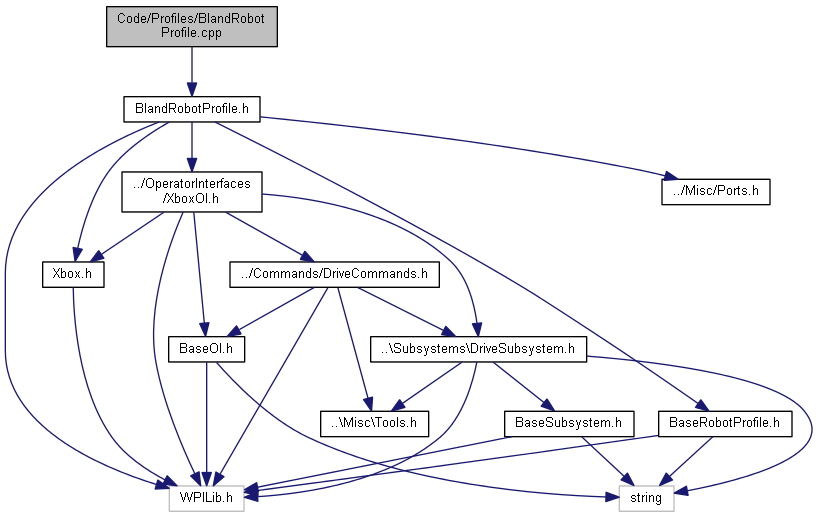 Code/Profiles/BlandRobot
Profile.cpp
BlandRobotProfile.h
../OperatorInterfaces
/XboxOI.h
../Misc/Ports.h
Xbox.h
../Commands/DriveCommands.h
BaseOI.h
..\Subsystems\DriveSubsystem.h
..\Misc\Tools.h
BaseSubsystem.h
BaseRobotProfile.h
WPILib.h
string